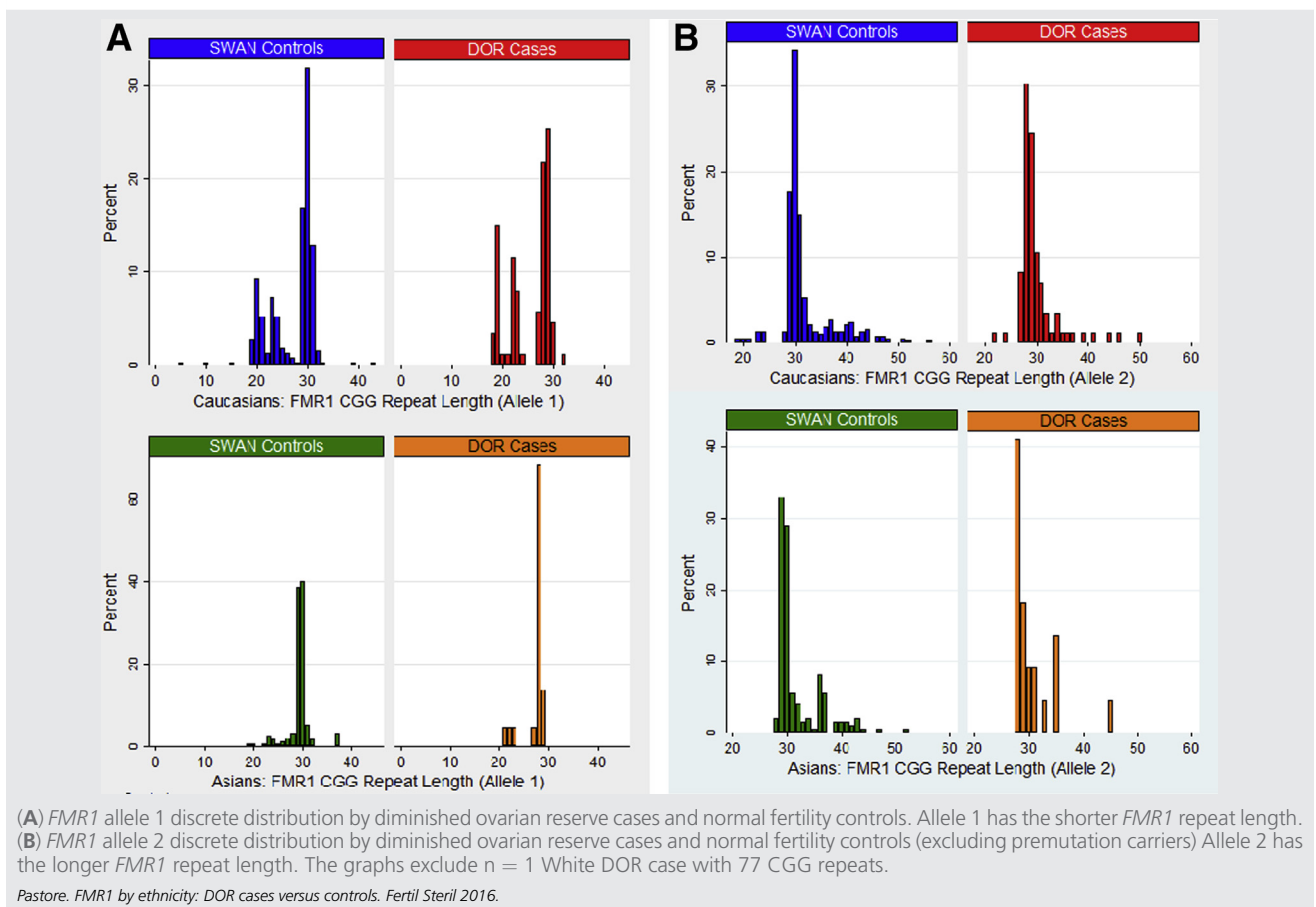 A
SWAN Controls
DOR Cases
Percent
0
10
20
30
0
10
20
30
40
0
10
20
30
40
Caucasians: FMR1 CGG Repeat Length (Allele 1)
SWAN Controls
DOR Cases
Percent
0
20
40
60
0
10
20
30
40
0
10
20
30
40
Asians: FMR1 CGG Repeat Length (Allele 1)
B
SWAN Controls
DOR Cases
Percent
0
10
20
30
20
30
40
50
60
20
30
40
50
60
Caucasians: FMR1 CGG Repeat Length (Allele 2)
SWAN Controls
DOR Cases
Percent
0
10
20
30
40
20
30
40
50
60
20
30
40
50
60
Asians: FMR1 CGG Repeat Length (Allele 2)
(A) FMR1 allele 1 discrete distribution by diminished ovarian reserve cases and normal fertility controls. Allele 1 has the shorter FMR1 repeat length.
(B) FMR1 allele 2 discrete distribution by diminished ovarian reserve cases and normal fertility controls (excluding premutation carriers) Allele 2 has
the longer FMR1 repeat length. The graphs exclude n = 1 White DOR case with 77 CGG repeats.
Pastore. FMR1 by ethnicity: DOR cases versus controls. Fertil Steril 2016.